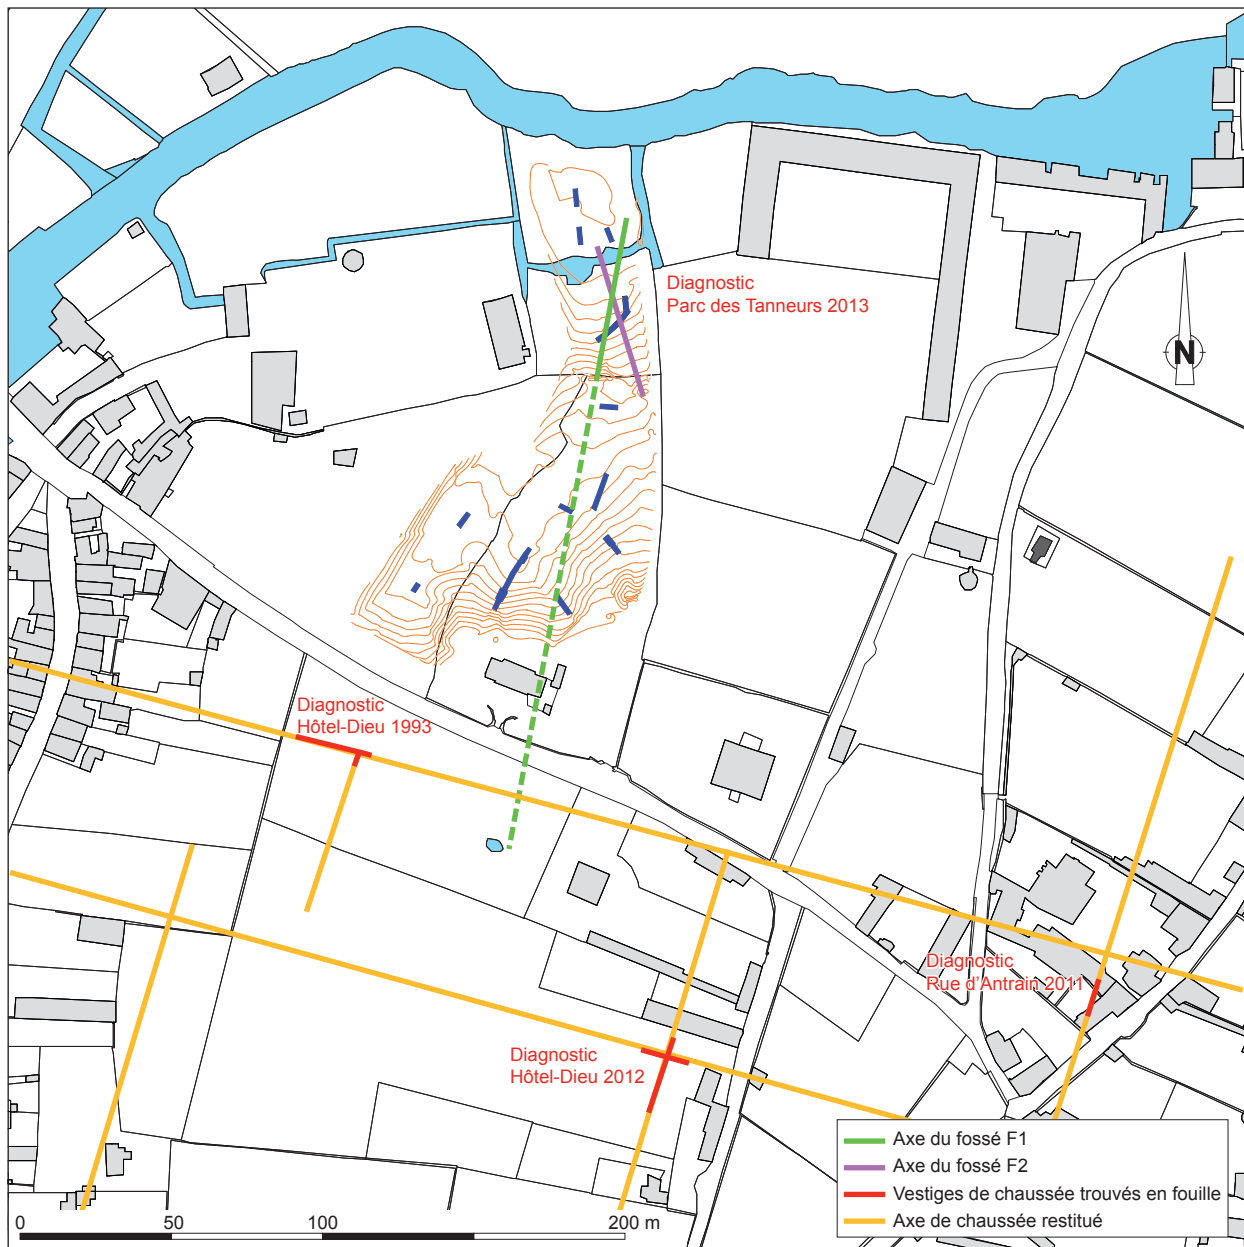 Diagnostic
Parc des Tanneurs 2013
N
Diagnostic
Hôtel-Dieu 1993
Diagnostic
Rue d'Antrain 2011
Diagnostic
Hôtel-Dieu 2012
Axe du fossé F1
Axe du fossé F2
Vestiges de chaussée trouvés en fouille
Axe de chaussée restitué
0 50 100 200 m